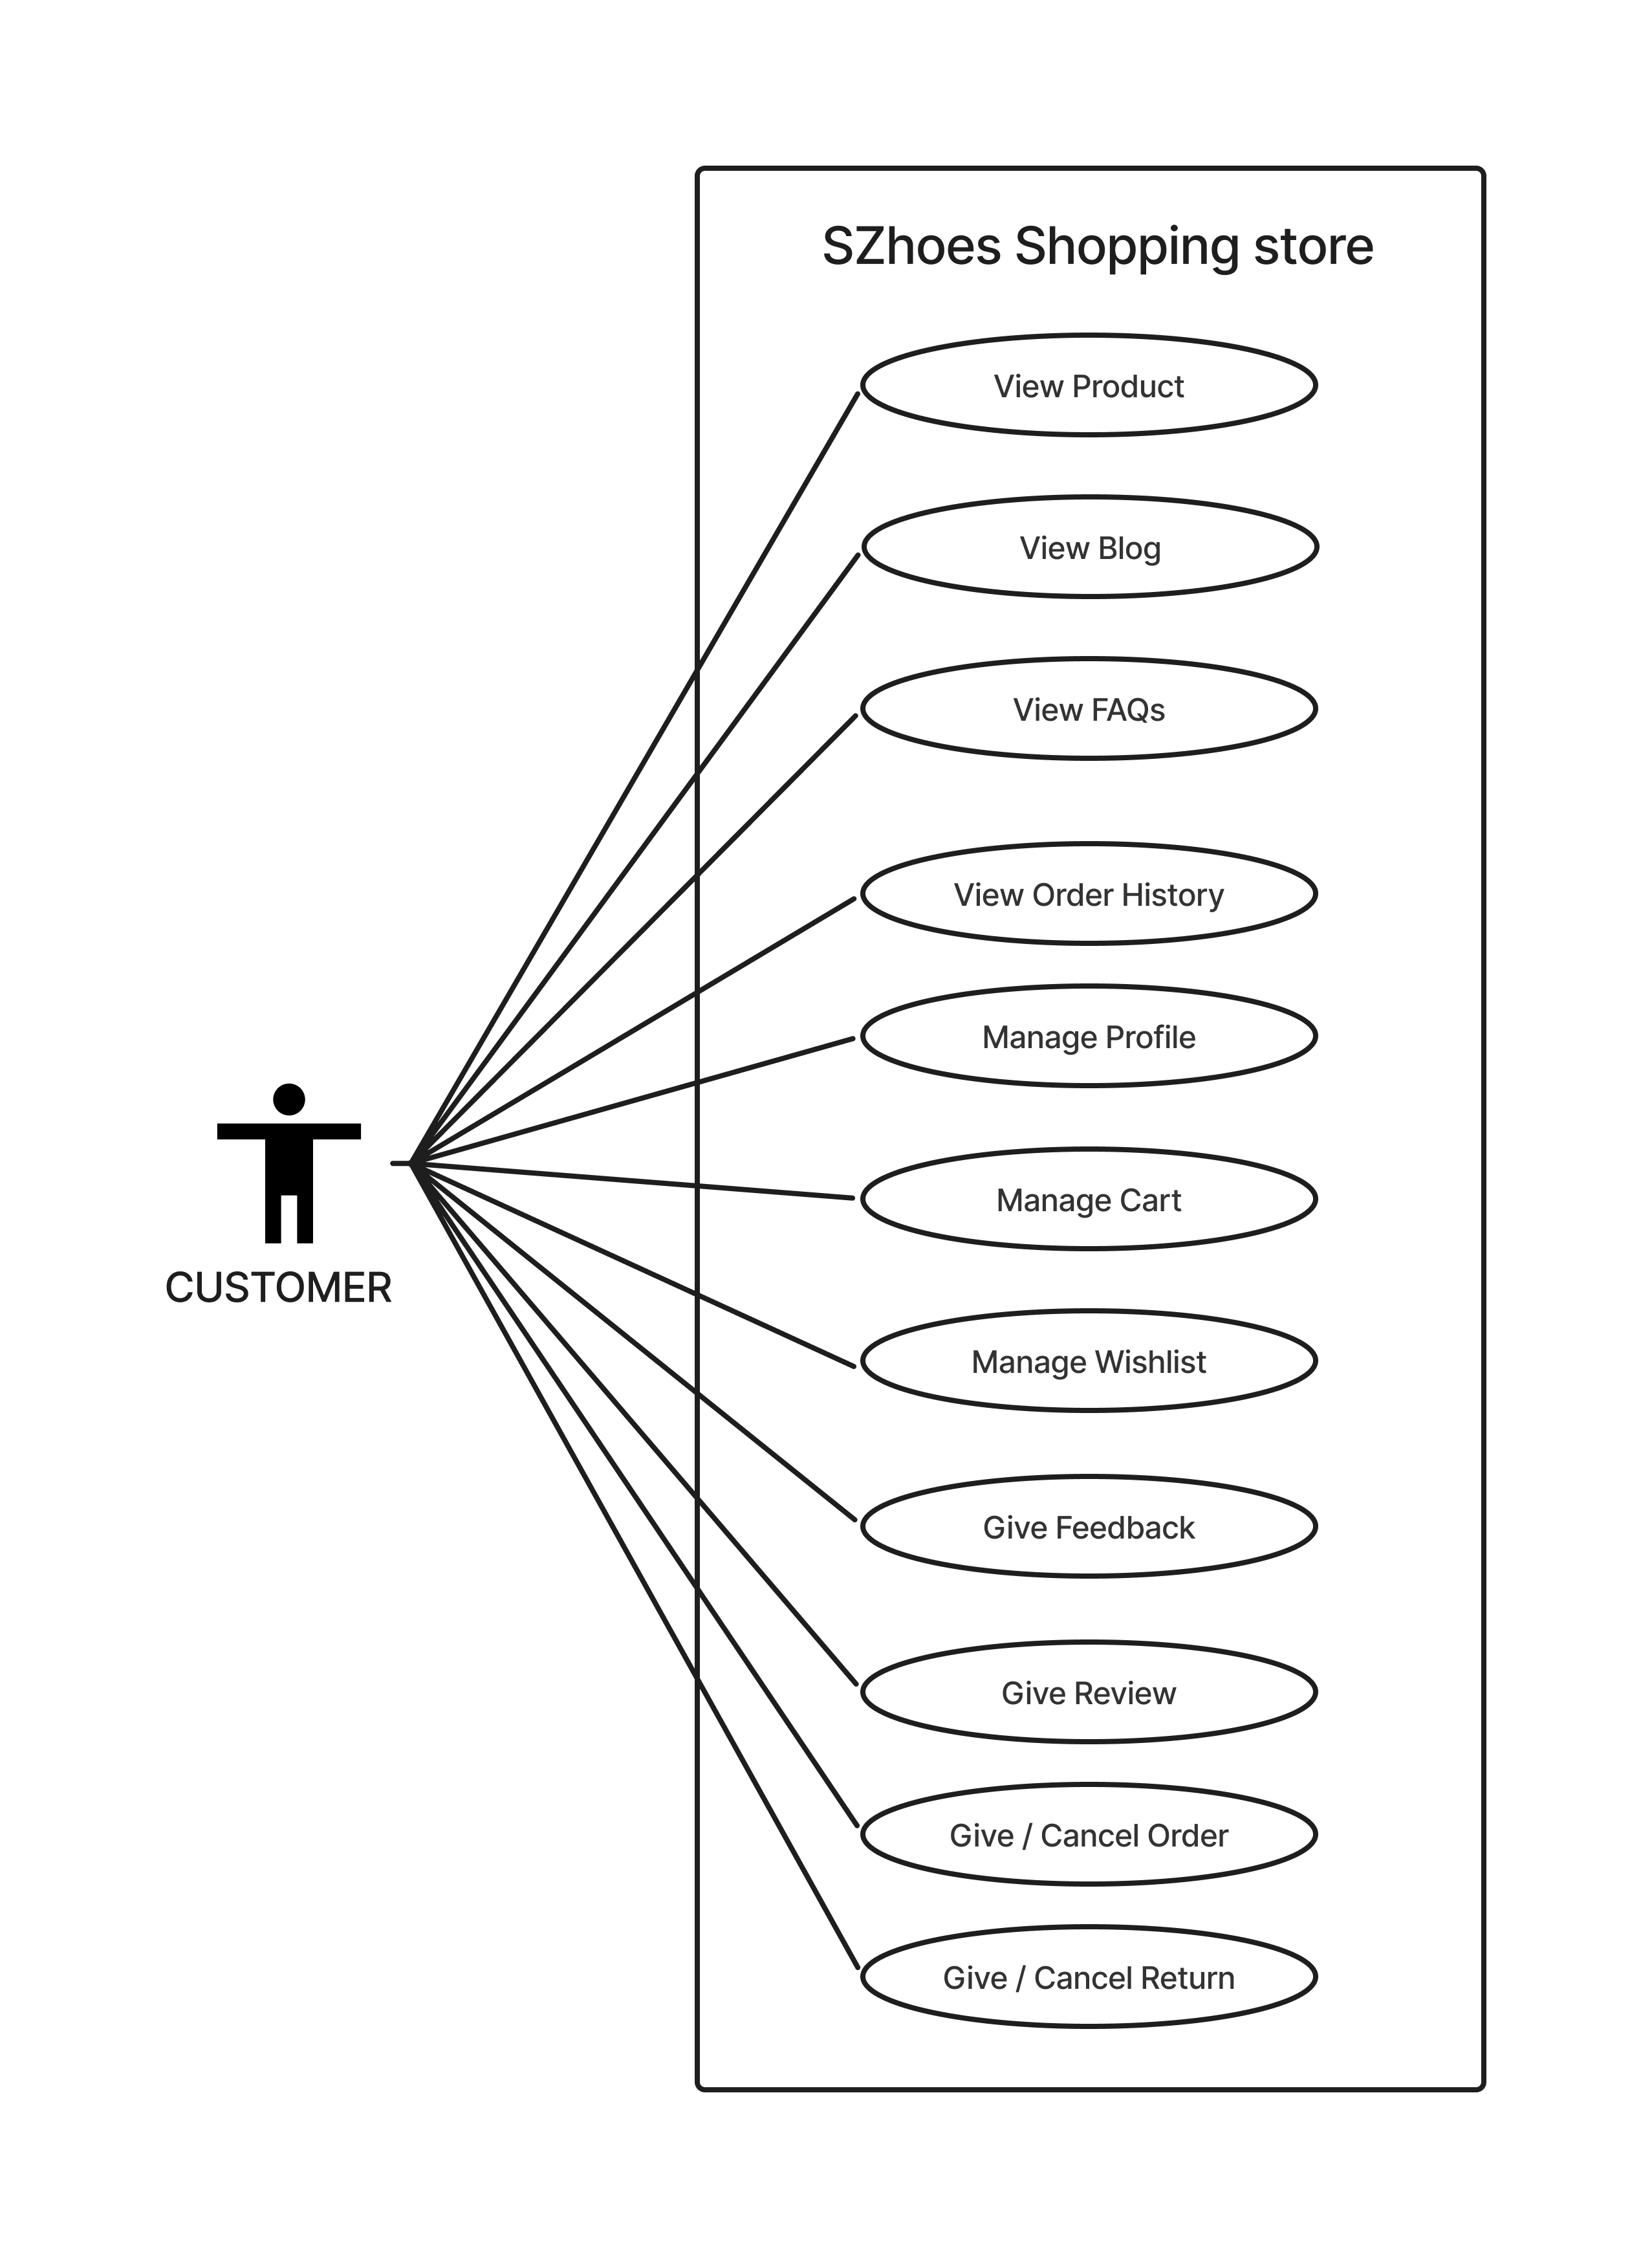 SZhoes Shopping store
View Product
View Blog
View FAQs
View Order History
Manage Profile
Manage Cart
CUSTOMER
Manage Wishlist
Give Feedback
Give Review
Give / Cancel Order
Give / Cancel Return